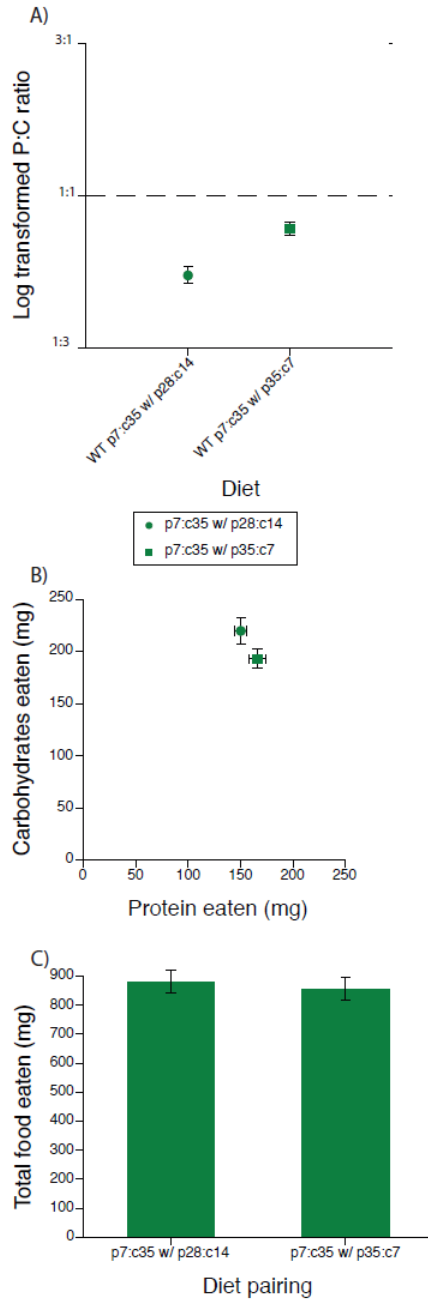 A)
3:1
1:1
1:3
Log transformed P:C ratio
WT p7:c35 w/ p28:c14
WT p7:c35 w/ p35:c7
Diet
p7:c35 w/ p28:c14
p7:c35 w/ p35:c7
B)
250
200
150
100
50
0
Carbohydrates eaten (mg)
0 50 100 150 200 250
Protein eaten (mg)
C)
900
800
700
600
500
400
300
200
100
0
Total food eaten (mg)
p7:c35 w/ p28:c14 p7:c35 w/ p35:c7
Diet pairing